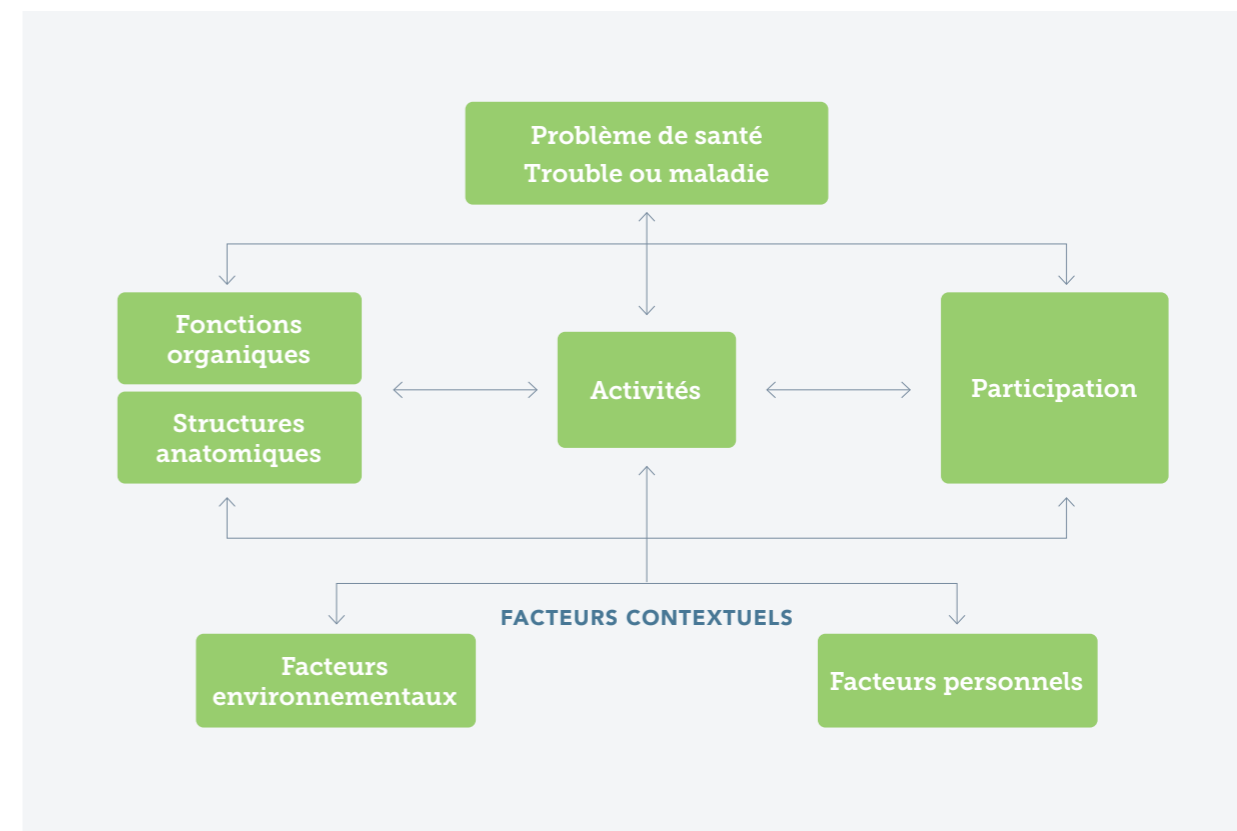 Problème de santé
Trouble ou maladie
Fonctions
organiques
Structures
anatomiques
Activités
Participation
FACTEURS CONTEXTUELS
Facteurs
environnementaux
Facteurs personnels